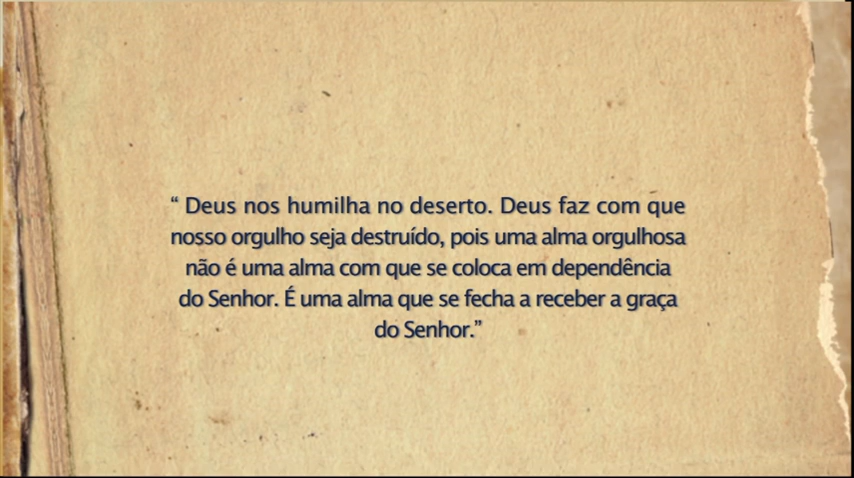 “ Deus nos humilha no deserto. Deus faz com que
nosso orgulho seja destruído, pois uma alma orgulhosa
não é uma alma com que se coloca em dependência
do Senhor. É uma alma que se fecha a receber a graça
do Senhor.”